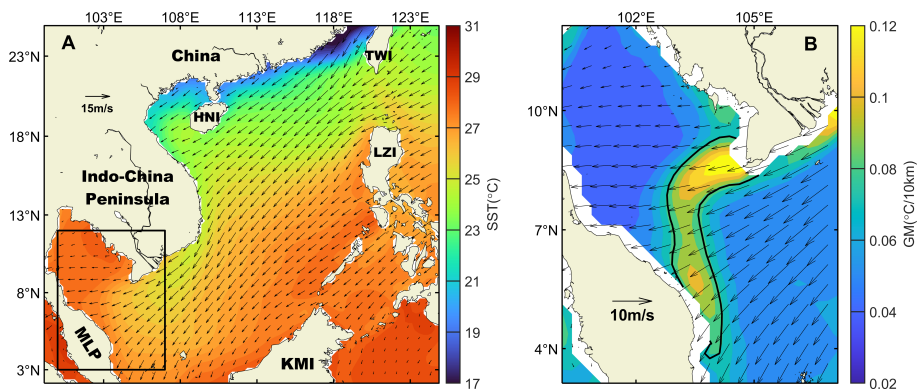 103°E 108°E 113°E 118°E 123°E
A
China
TWI
23°N
15m/s
HNI
18°N
LZI
Indo-China
Peninsula
13°N
8°N
MLP
KMI
3°N
31
29
27
25
23
21
19
17
SST(°C)
102°E 105°E
B
10°N
7°N
10m/s
4°N
0.12
0.1
0.08
0.06
0.04
0.02
GM(°C/10km)